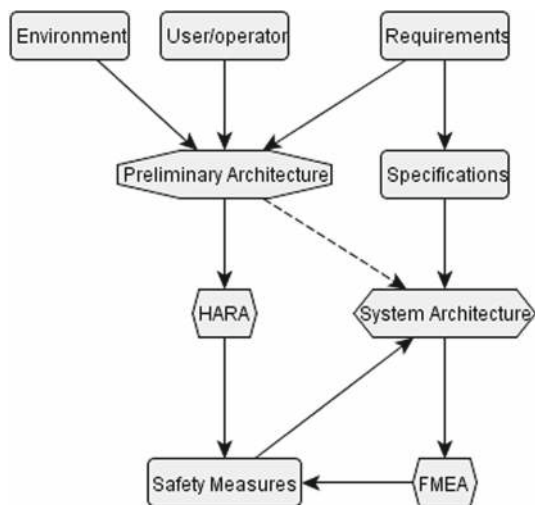 Environment
User/operator
Requirements
Preliminary Architecture
Specifications
HARA
System Architecture
Safety Measures
FMEA